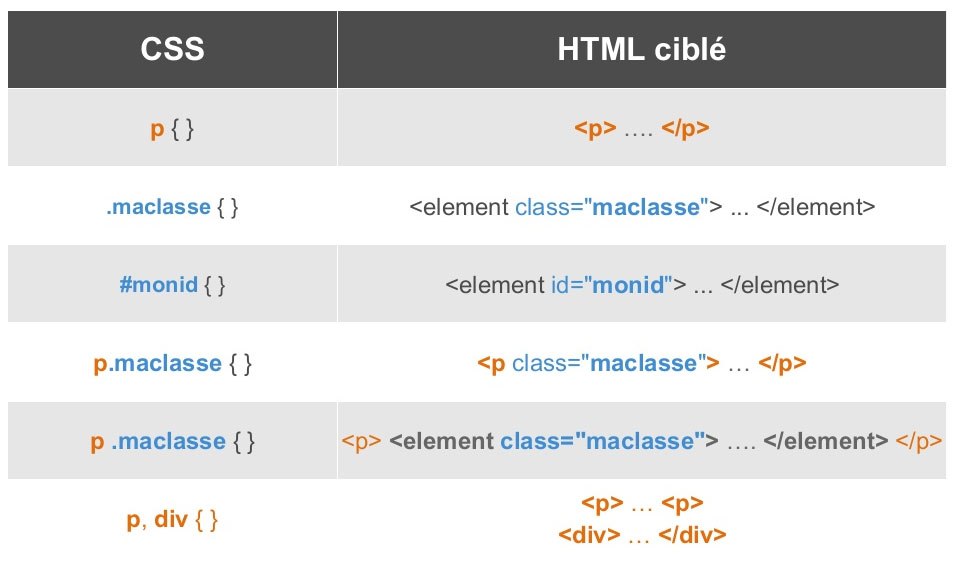 CSS HTML ciblé
p { } <p> .... </p>
.maclasse { } <element class="maclasse"> ... </element>
#monid { } <element id="monid"> ... </element>
p.maclasse { } <p class="maclasse"> ... </p>
p .maclasse { } <p> <element class="maclasse"> .... </element> </p>
p, div { } <p> ... <p>
<div> ... </div>